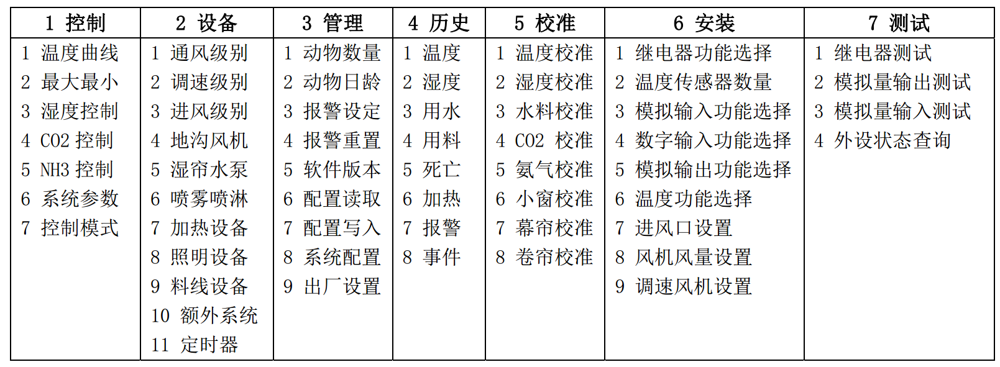 1 控制 2 设备 3 管理 4 历史 5 校准 6 安装 7 测试
1 温度曲线 1 通风级别 1 动物数量 1 温度 1 温度校准 1 继电器功能选择 1 继电器测试
2 最大最小 2 调速级别 2 动物日龄 2 湿度 2 湿度校准 2 温度传感器数量 2 模拟量输出测试
3 湿度控制 3 进风级别 3 报警设定 3 用水 3 水料校准 3 模拟输入功能选择 3 模拟量输入测试
4 CO2控制 4 地沟风机 4 报警重置 4 用料 4 CO2 校准 4 数字输入功能选择 4 外设状态查询
5 NH3控制 5 湿帘水泵 5 软件版本 5 死亡 5 氨气校准 5 模拟输出功能选择
6 系统参数 6 喷雾喷淋 6 配置读取 6 加热 6 小窗校准 6 温度功能选择
7 控制模式 7 加热设备 7 配置写入 7 报警 7 幕帘校准 7 进风口设置
8 照明设备 8 系统配置 8 事件 8 卷帘校准 8 风机风量设置
9 料线设备 9 出厂设置 9 调速风机设置
10 额外系统
11 定时器